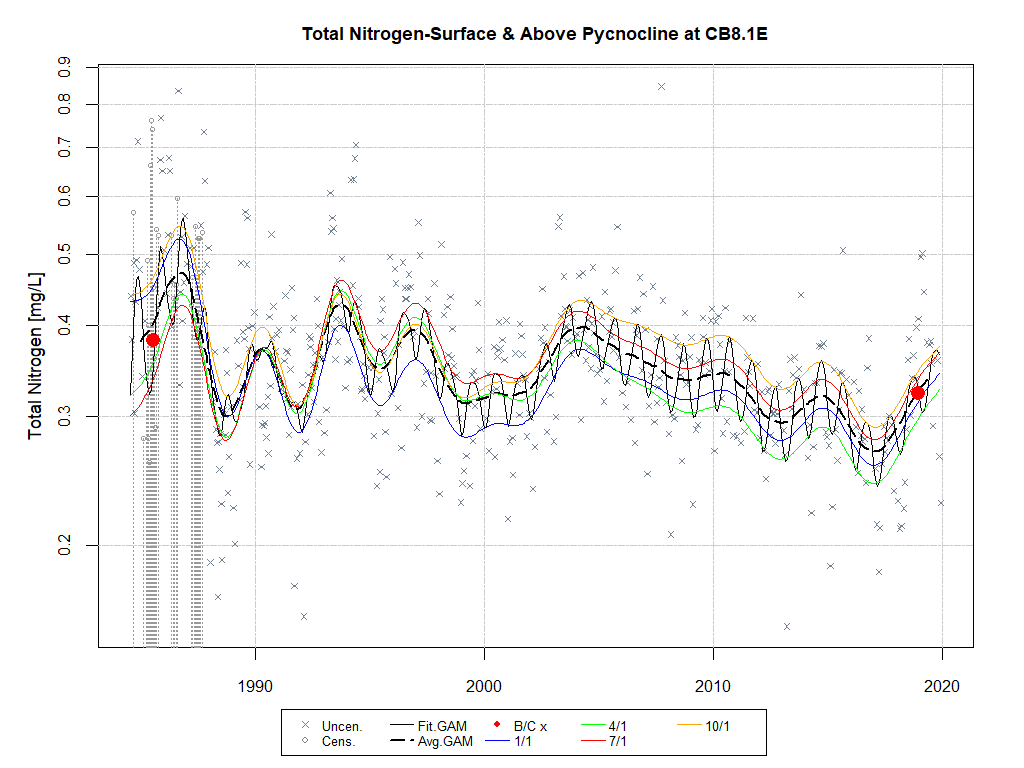 Total Nitrogen-Surface & Above Pycnocline at CB8.1E
Total Nitrogen [mg/L]
0.9
0.8
0.7
0.6
0.5
0.4
0.3
0.2
1990 2000 2010 2020
Uncen. Fit.GAM B/C x 4/1 10/1
Cens. Avg.GAM 1/1 7/1